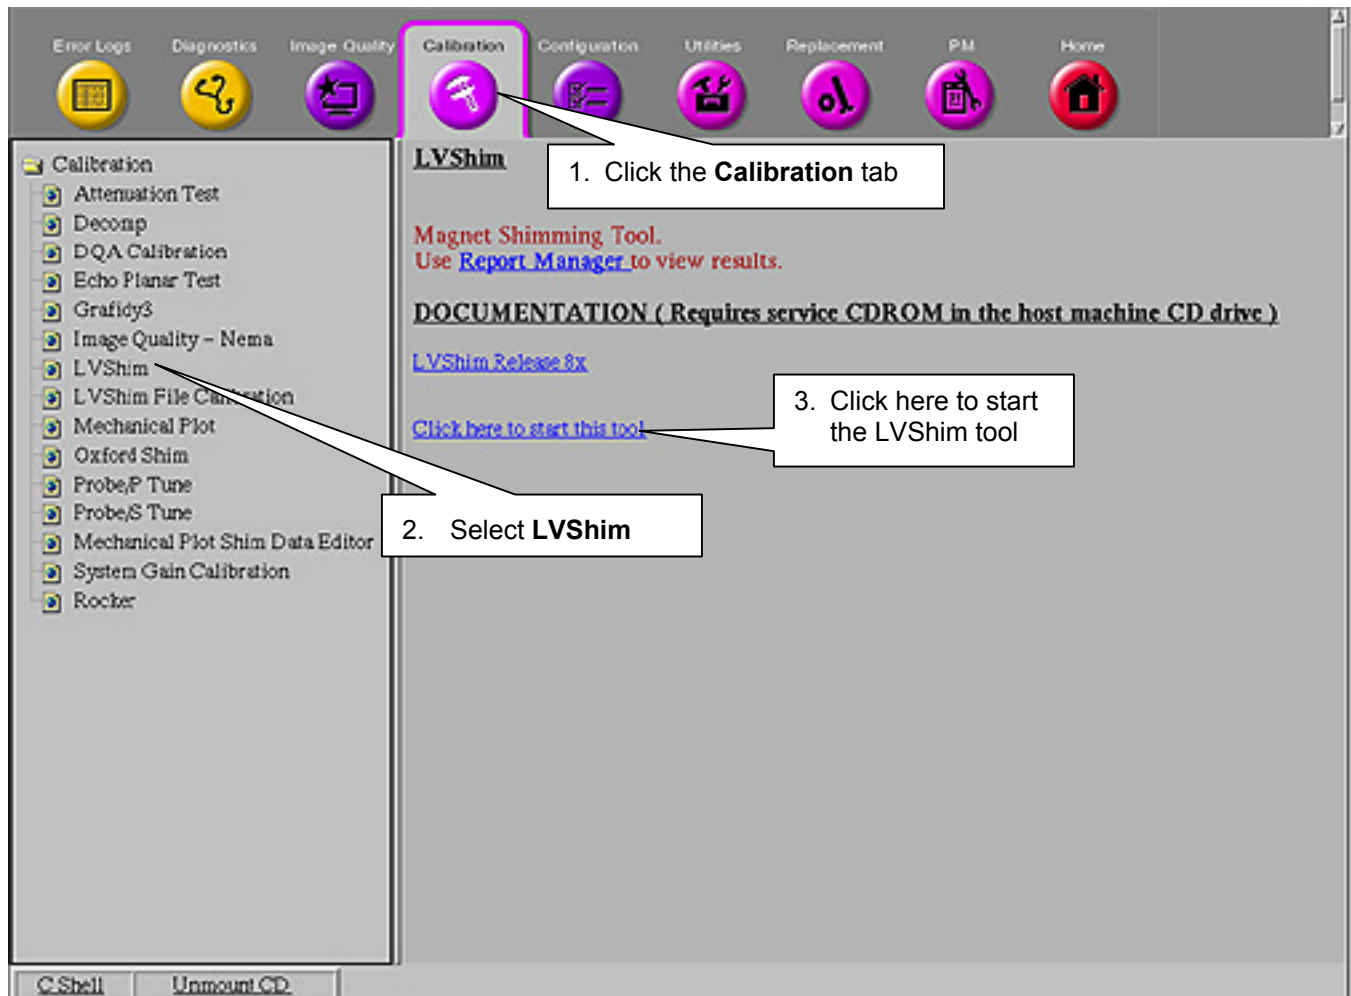 Error Logs Diagnostics Image Quality Calibration Configuration Utilities Replacement PM Home
Calibration
Attenuation Test
Decomp
DQA Calibration
Echo Planar Test
Grafidy3
Image Quality – Nema
LVShim
LVShim File Calibration
Mechanical Plot
Oxford Shim
Probe/P Tune
Probe/S Tune
Mechanical Plot Shim Data Editor
System Gain Calibration
Rocker
LVShim
1. Click the Calibration tab
Magnet Shimming Tool.
Use Report Manager to view results.
DOCUMENTATION ( Requires service CDROM in the host machine CD drive )
LVShim Release 8x
Click here to start this tool
3. Click here to start
the LVShim tool
2. Select LVShim
C Shell Unmount CD